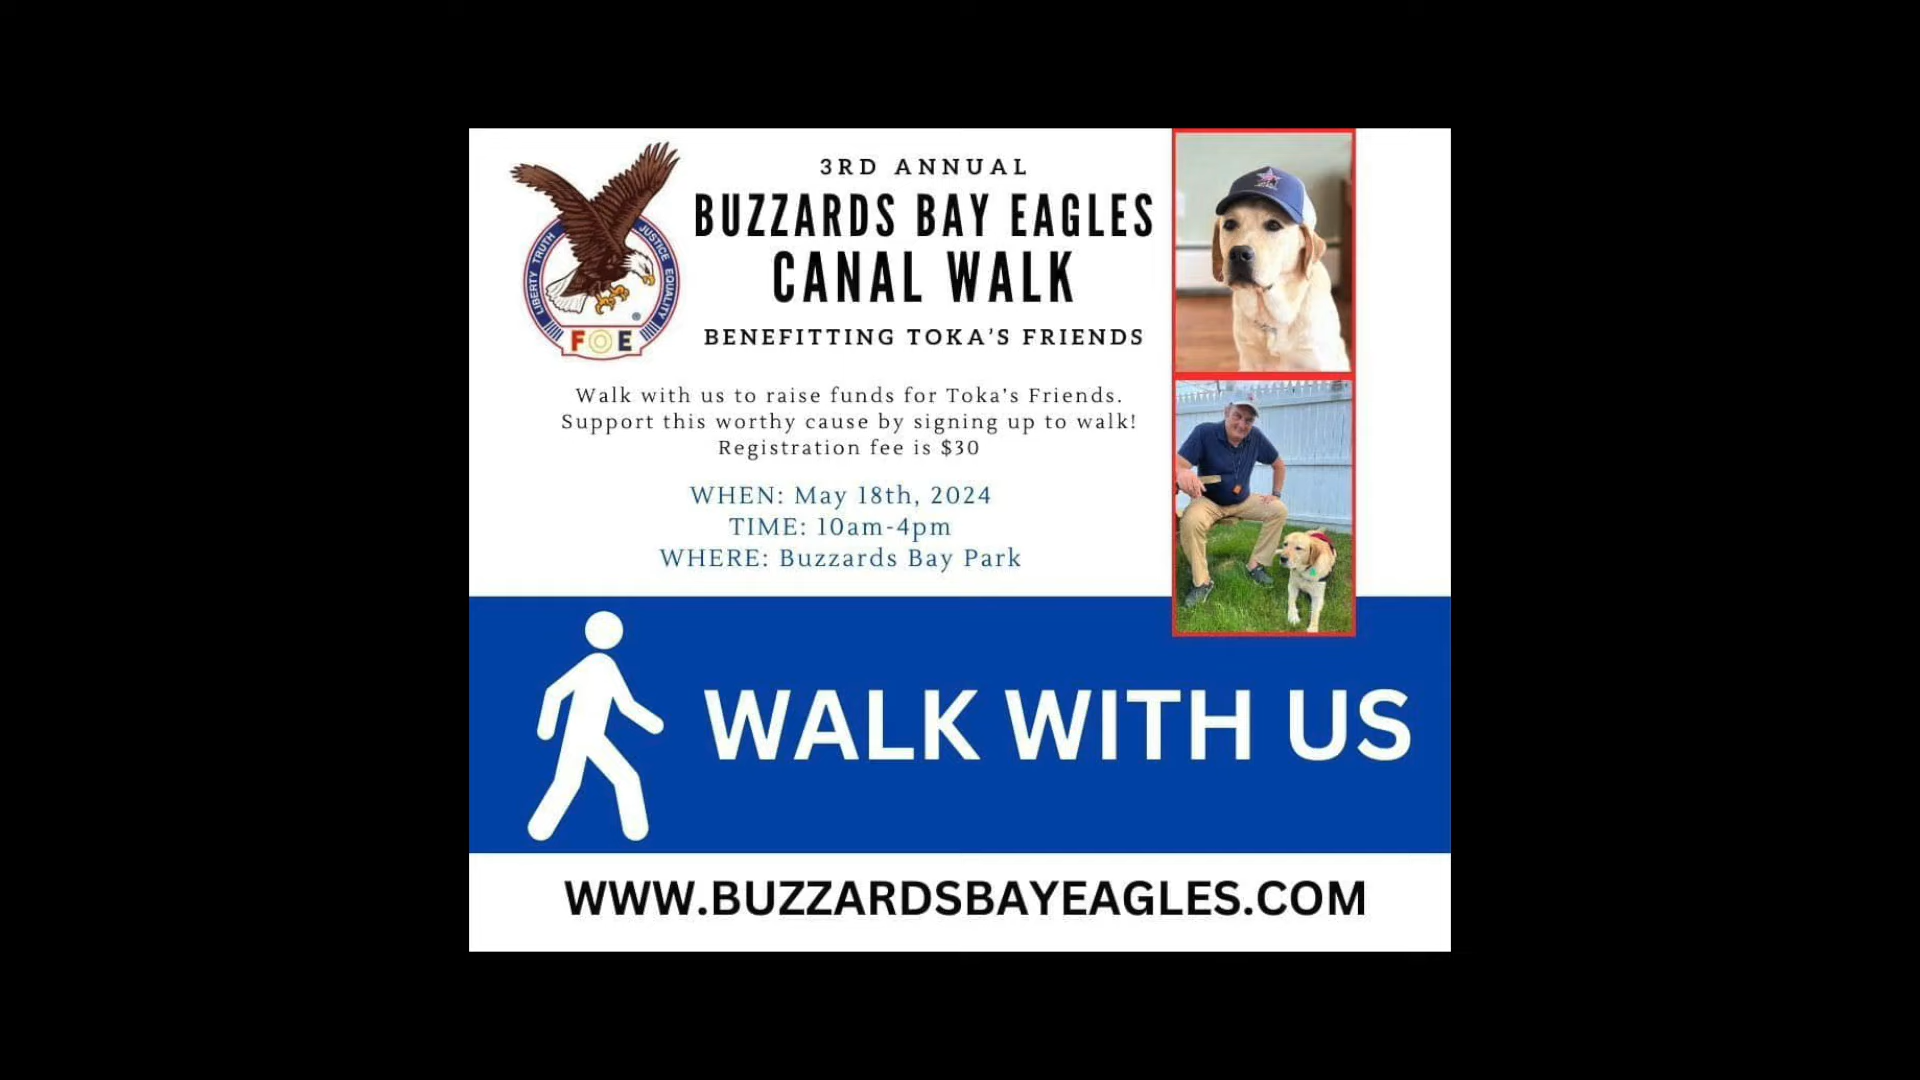 3RD ANNUAL
BUZZARDS BAY EAGLES
CANAL WALK
BENEFITTING TOKA'S FRIENDS
LIBERTY TRUTH JUSTICE EQUALITY
FOE
®
Walk with us to raise funds for Toka's Friends.
Support this worthy cause by signing up to walk!
Registration fee is $30
WHEN: May 18th, 2024
TIME: 10am-4pm
WHERE: Buzzards Bay Park
WALK WITH US
WWW.BUZZARDSBAYEAGLES.COM